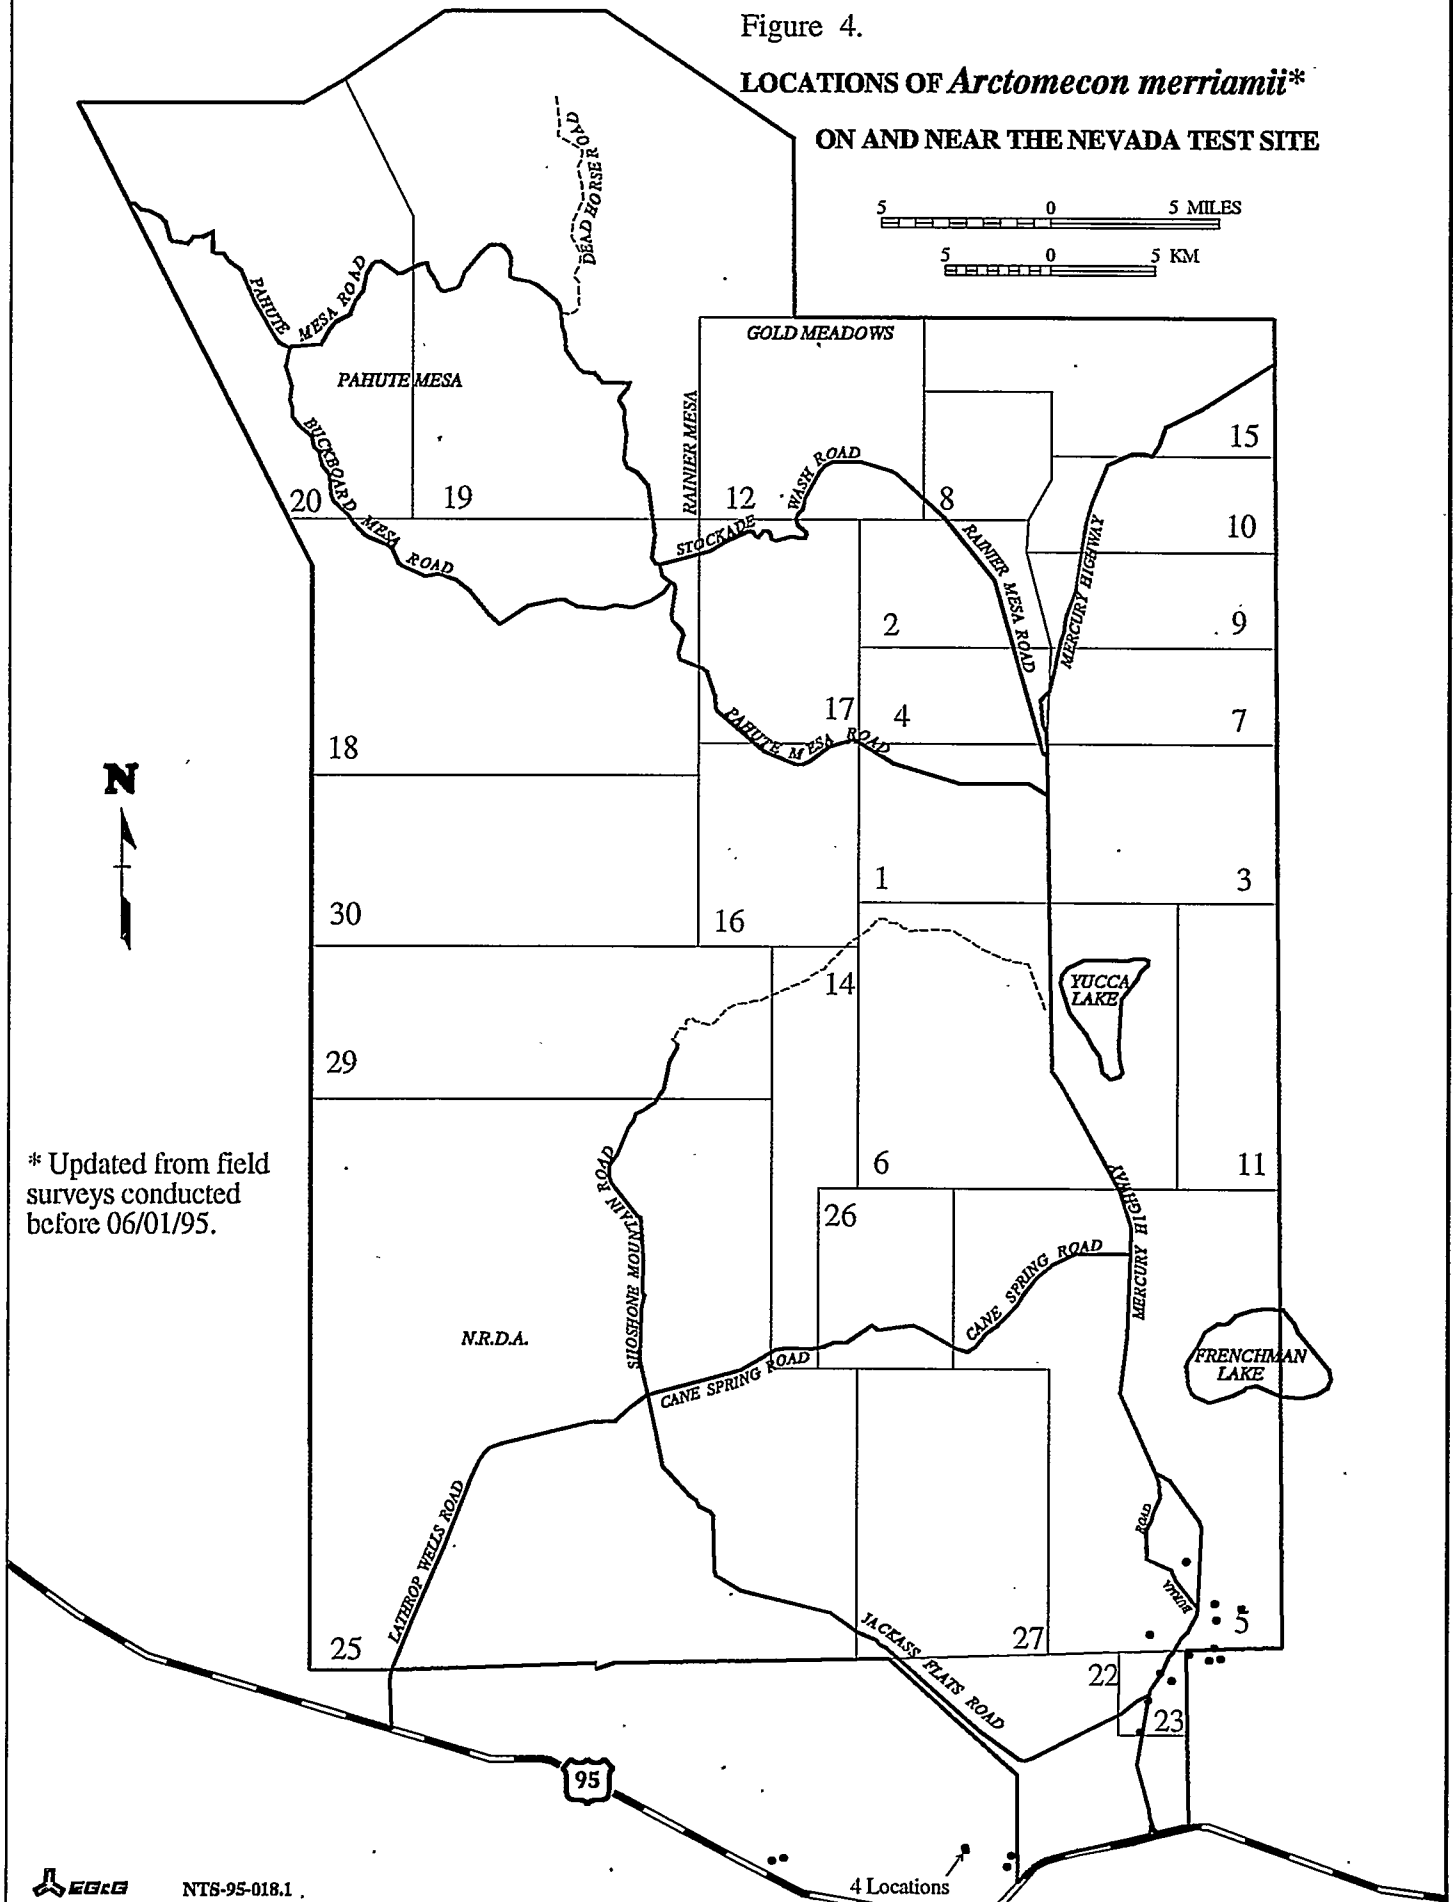 Figure 4.
LOCATIONS OF Arctomecon merriamii*
ON AND NEAR THE NEVADA TEST SITE
5 0 5 MILES
5 0 5 KM
DEAD HORSE ROAD
PAHUTE MESA ROAD
GOLD MEADOWS
PAHUTE MESA
RAINIER MESA
BUCKBOARD MESA ROAD
15
20
19
12
STOCKADE WASH ROAD
8
RAINIER MESA ROAD
MERCURY HIGHWAY
10
2
9
17
4
7
PAHUTE MESA ROAD
18
N
1
3
30
16
14
YUCCA
LAKE
29
6
11
* Updated from field
surveys conducted
before 06/01/95.
SHOSHONE MOUNTAIN ROAD
26
MERCURY HIGHWAY
CANE SPRING ROAD
N.R.D.A.
FRENCHMAN
LAKE
CANE SPRING ROAD
LATHROP WELLS ROAD
BURMA ROAD
5
25
JACKASS FLATS ROAD
27
22
23
95
4 Locations
EG&G
NTS-95-018.1